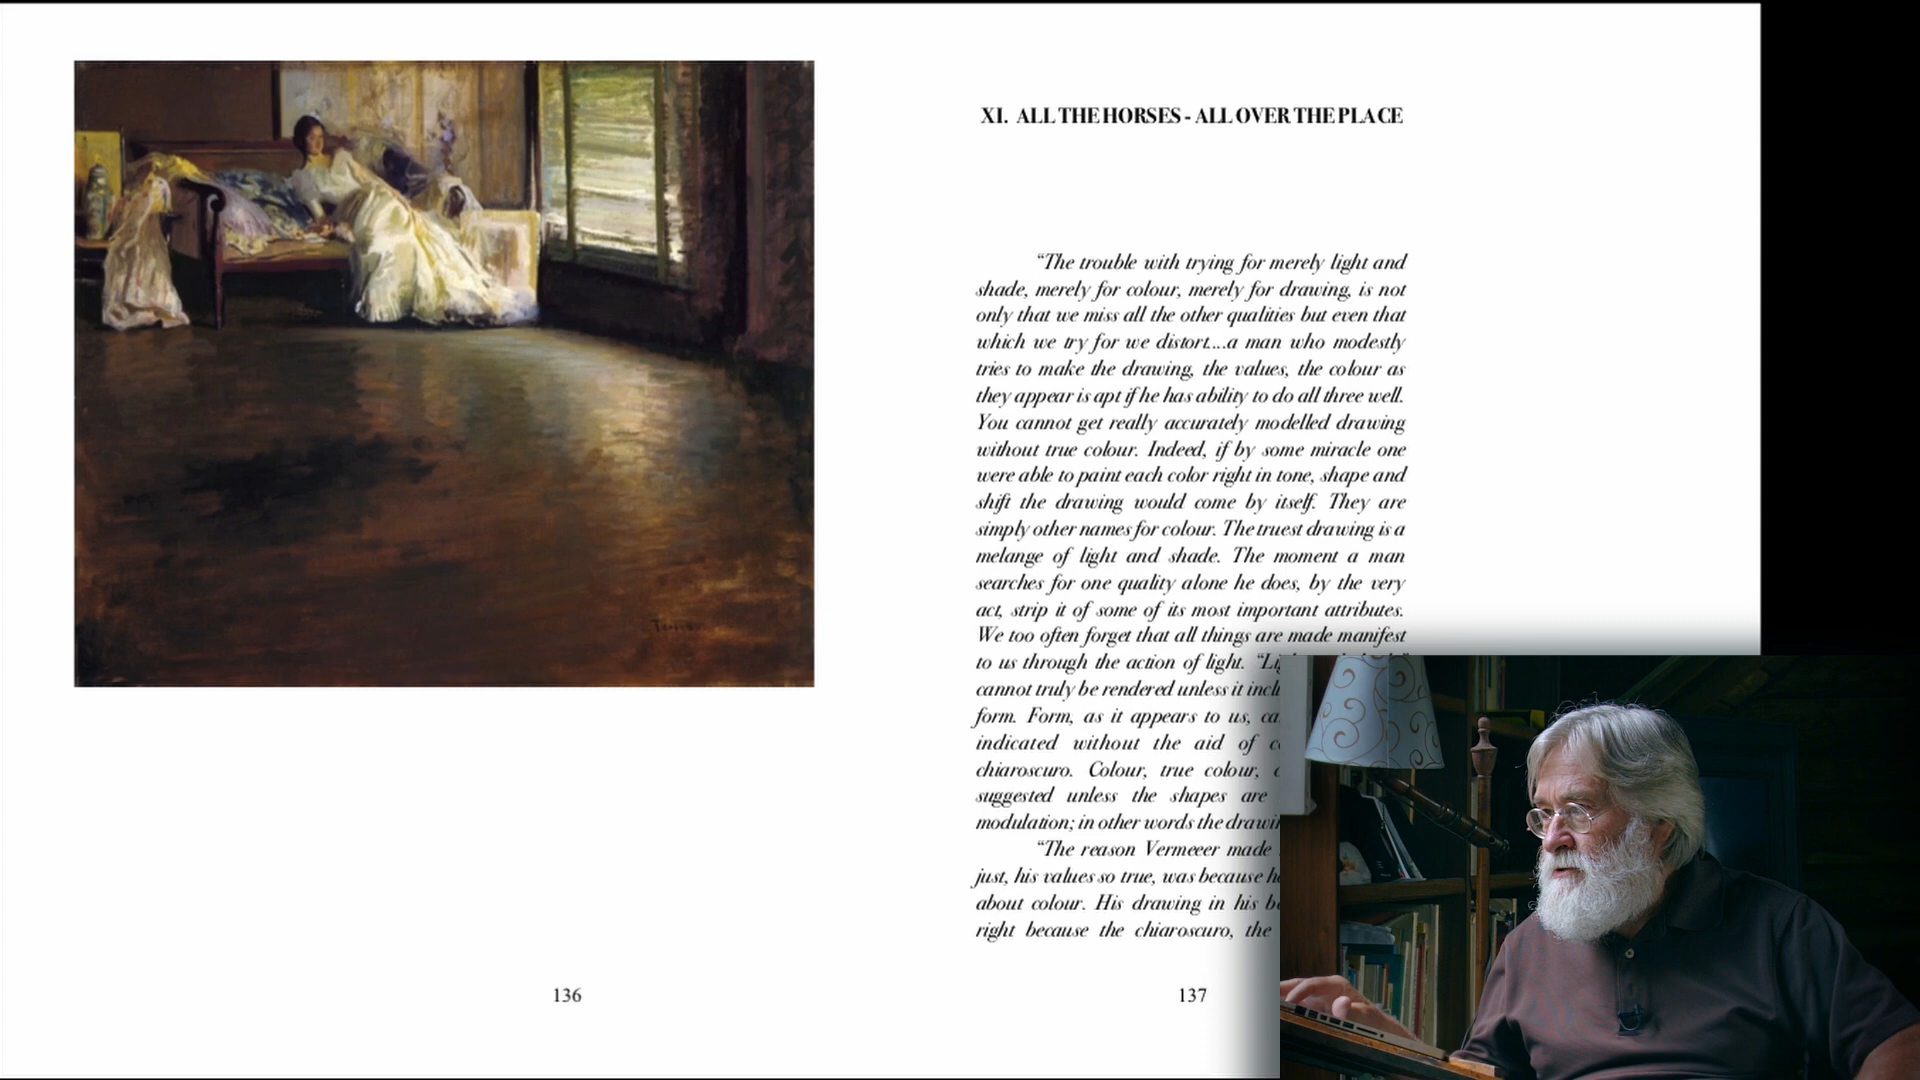 XI. ALL THE HORSES - ALL OVER THE PLACE
“The trouble with trying for merely light and
shade, merely for colour, merely for drawing, is not
only that we miss all the other qualities but even that
which we try for we distort....a man who modestly
tries to make the drawing, the values, the colour as
they appear is apt if he has ability to do all three well.
You cannot get really accurately modelled drawing
without true colour. Indeed, if by some miracle one
were able to paint each color right in tone, shape and
shift the drawing would come by itself. They are
simply other names for colour. The truest drawing is a
melange of light and shade. The moment a man
searches for one quality alone he does, by the very
act, strip it of some of its most important attributes.
We too often forget that all things are made manifest
to us through the action of light.
cannot truly be rendered unless it
form. Form, as it appears to us,
indicated without the aid of
chiaroscuro. Colour, true colour,
suggested unless the shapes are
modulation; in other words the
“The reason Vermeeer made
just, his values so true, was because
about colour. His drawing in his
right because the chiaroscuro, the
136
137